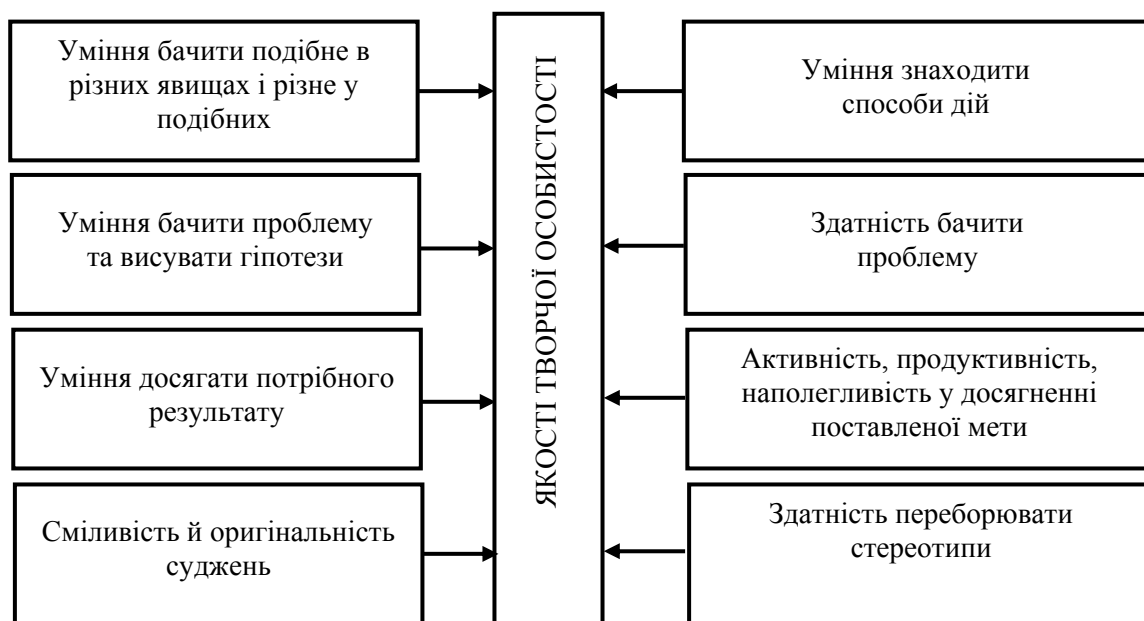 Уміння бачити подібне в
різних явищах і різне у
подібних
Уміння бачити проблему
та висувати гіпотези
Уміння досягати потрібного
результату
Сміливість й оригінальність
суджень
ЯКОСТІ ТВОРЧОЇ ОСОБИСТОСТІ
Уміння знаходити
способи дій
Здатність бачити
проблему
Активність, продуктивність,
наполегливість у досягненні
поставленої мети
Здатність переборювати
стереотипи